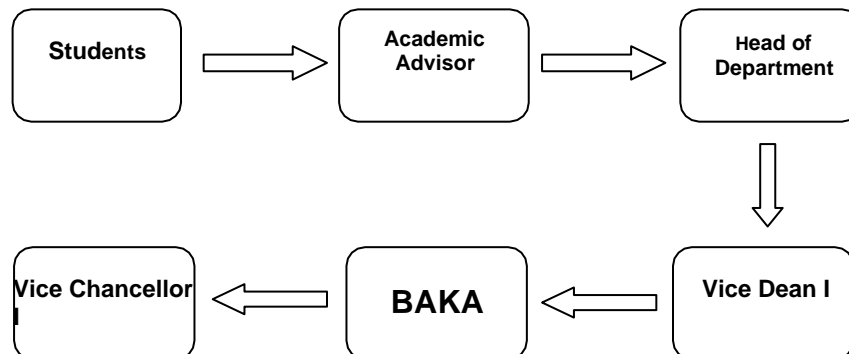 Students
Academic
Advisor
Head of
Department
Vice Dean I
BAKA
Vice Chancellor
I